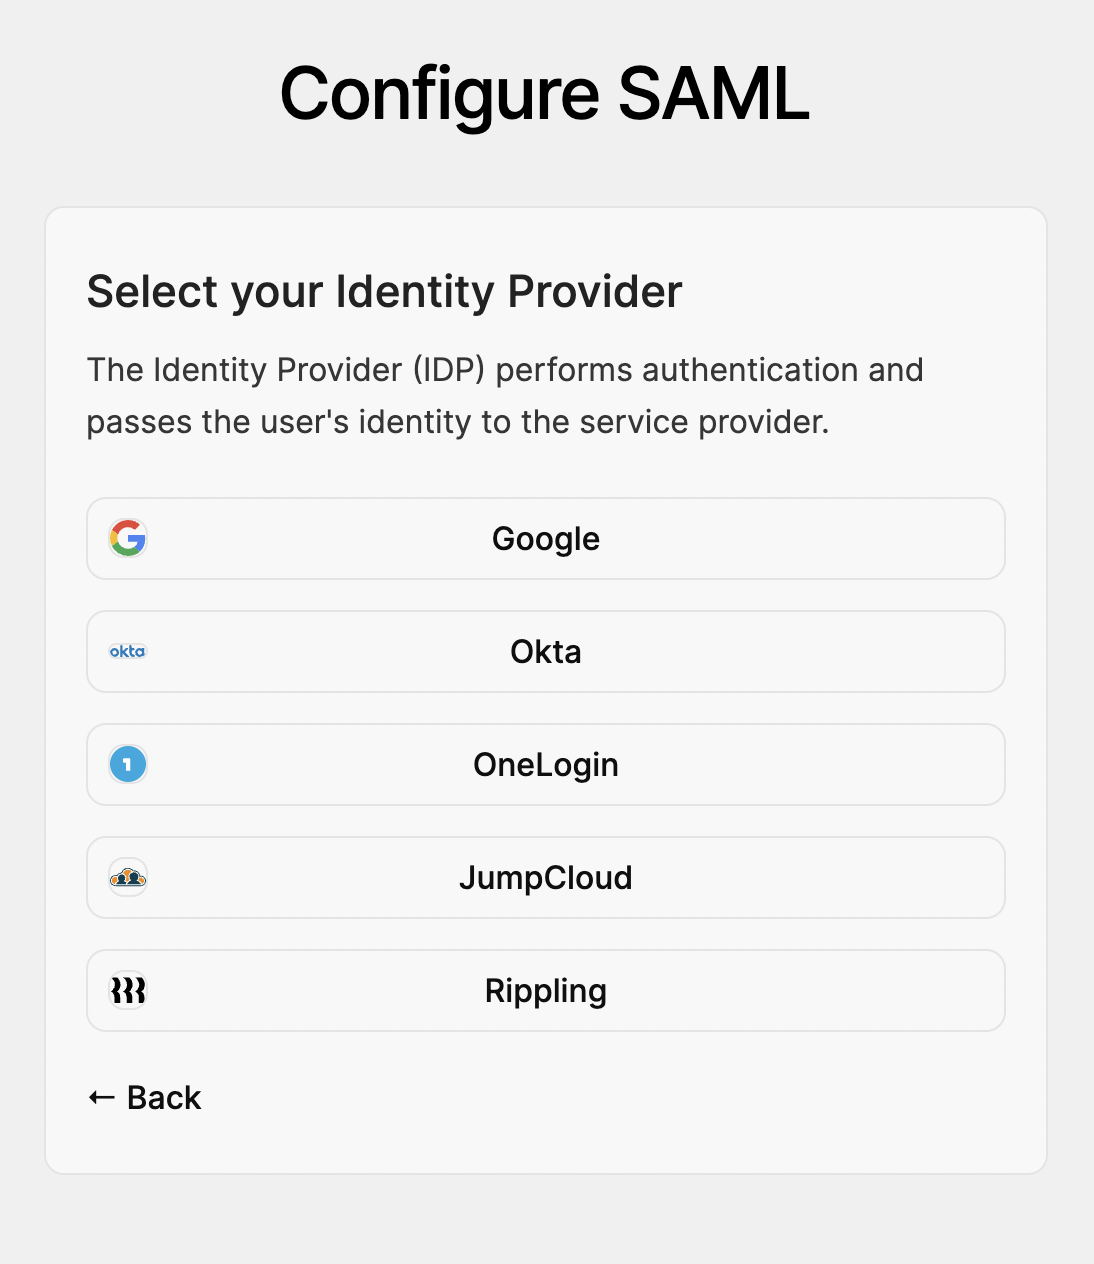 Configure SAML
Select your Identity Provider
The Identity Provider (IDP) performs authentication and
passes the user's identity to the service provider.
Google
okta Okta
1 OneLogin
JumpCloud
Rippling
← Back